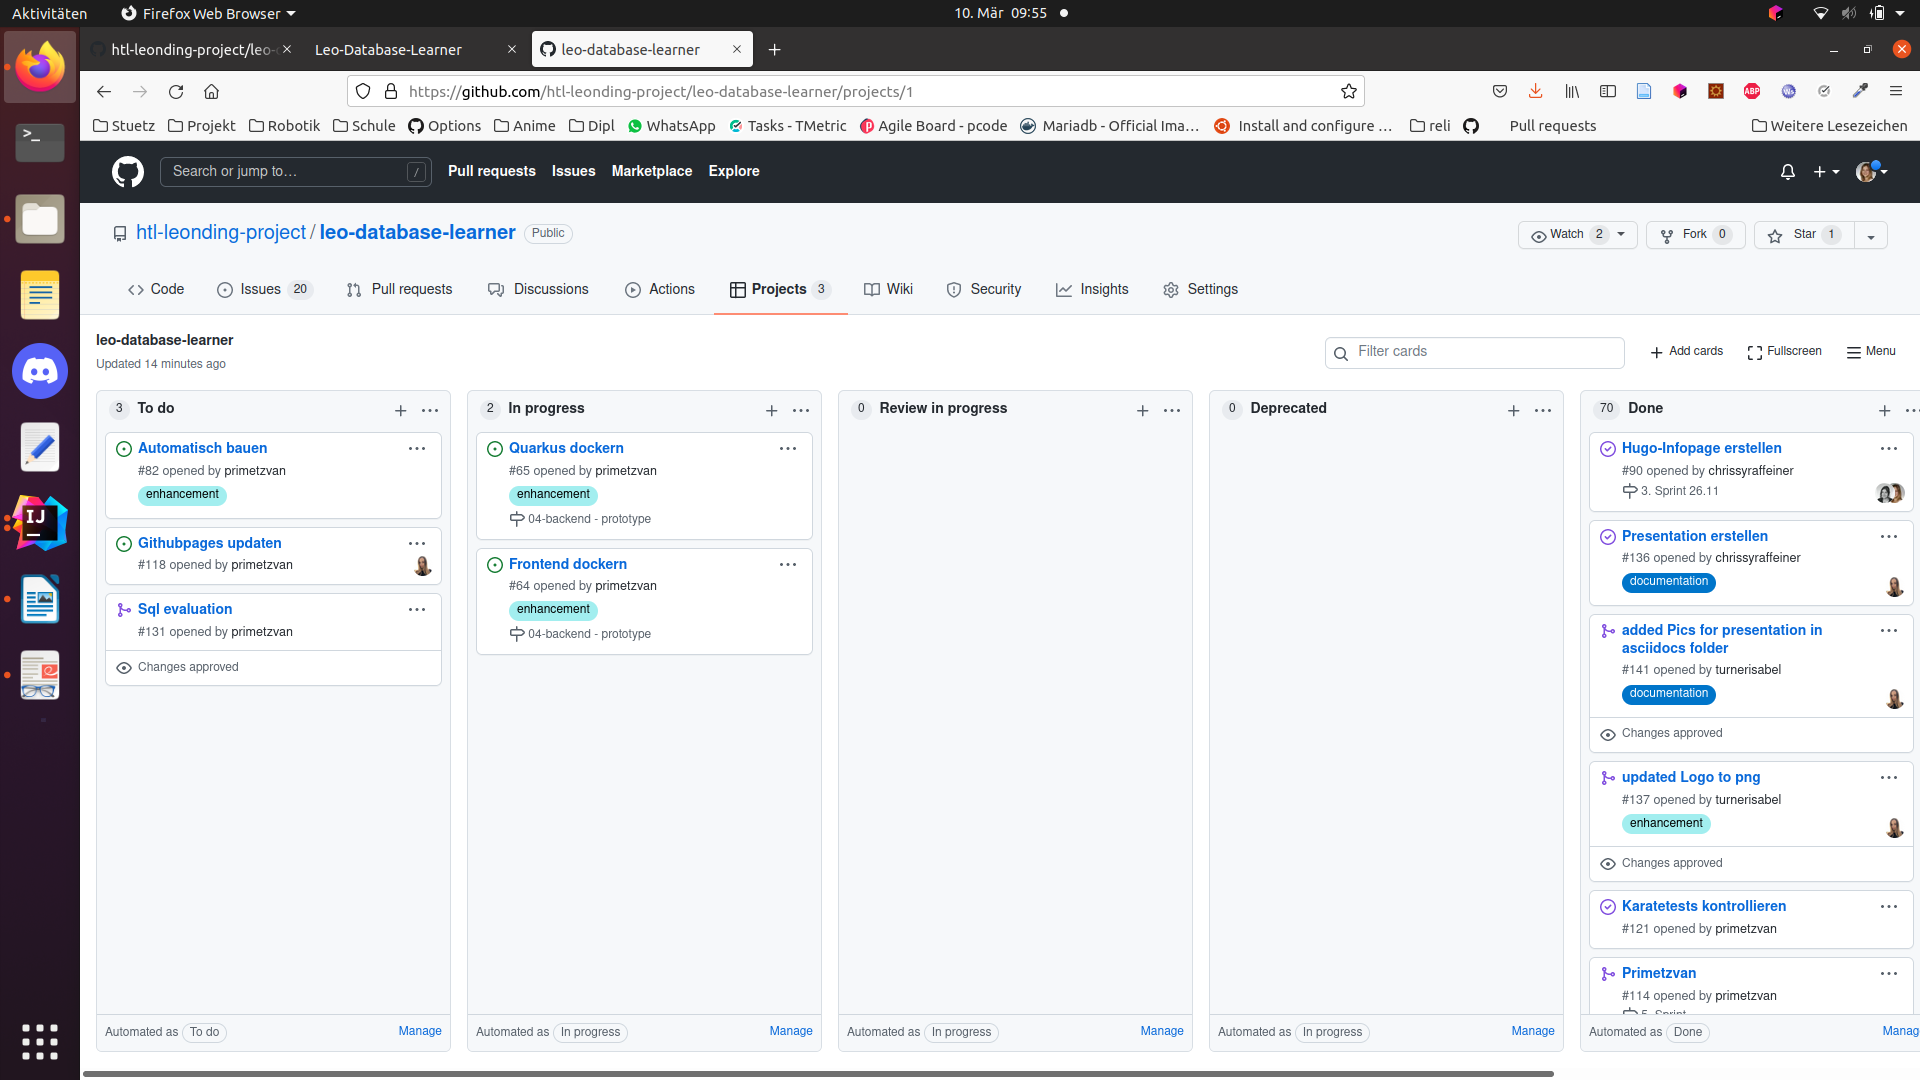 Aktivitäten
Firefox Web Browser
10. Mär 09:55
htl-leonding-project/leo-
Leo-Database-Learner
leo-database-learner
https://github.com/htl-leonding-project/leo-database-learner/projects/1
Stuetz
Projekt
Robotik
Schule
Options
Anime
Dipl
WhatsApp
Tasks - TMetric
Agile Board - pcode
Mariadb - Official Ima…
Install and configure …
reli
Pull requests
Weitere Lesezeichen
Search or jump to…
/
Pull requests
Issues
Marketplace
Explore
htl-leonding-project / leo-database-learner
Public
Watch 2
Fork 0
Star 1
Code
Issues 20
Pull requests
Discussions
Actions
Projects 3
Wiki
Security
Insights
Settings
leo-database-learner
Updated 14 minutes ago
Filter cards
Add cards
Fullscreen
Menu
3 To do
Automatisch bauen
#82 opened by primetzvan
enhancement
Githubpages updaten
#118 opened by primetzvan
Sql evaluation
#131 opened by primetzvan
Changes approved
Automated as To do
Manage
2 In progress
Quarkus dockern
#65 opened by primetzvan
enhancement
04-backend - prototype
Frontend dockern
#64 opened by primetzvan
enhancement
04-backend - prototype
Automated as In progress
Manage
0 Review in progress
Automated as In progress
Manage
0 Deprecated
Automated as In progress
Manage
70 Done
Hugo-Infopage erstellen
#90 opened by chrissyraffeiner
3. Sprint 26.11
Presentation erstellen
#136 opened by chrissyraffeiner
documentation
added Pics for presentation in
asciidocs folder
#141 opened by turnerisabel
documentation
Changes approved
updated Logo to png
#137 opened by turnerisabel
enhancement
Changes approved
Karatetests kontrollieren
#121 opened by primetzvan
Primetzvan
#114 opened by primetzvan
5. Sprint
Automated as Done
Manag